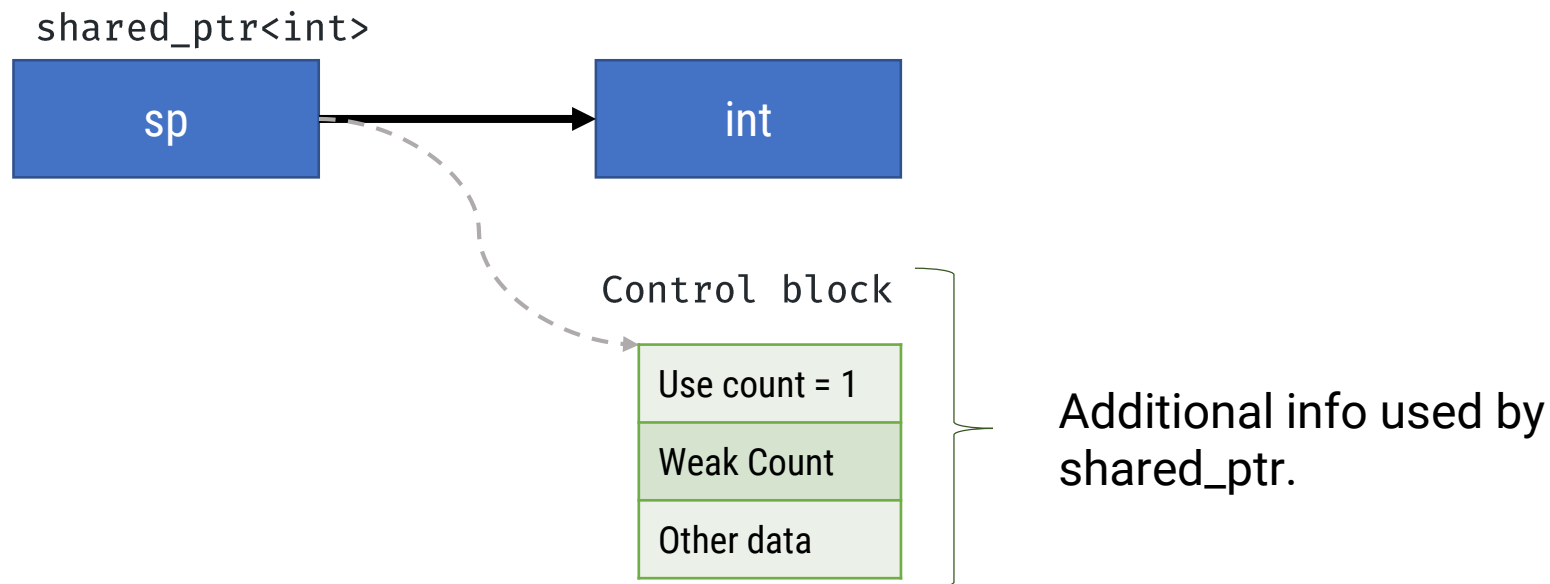 shared_ptr<int>
sp
int
Control block
Use count = 1
Weak Count
Other data
Additional info used by
shared_ptr.